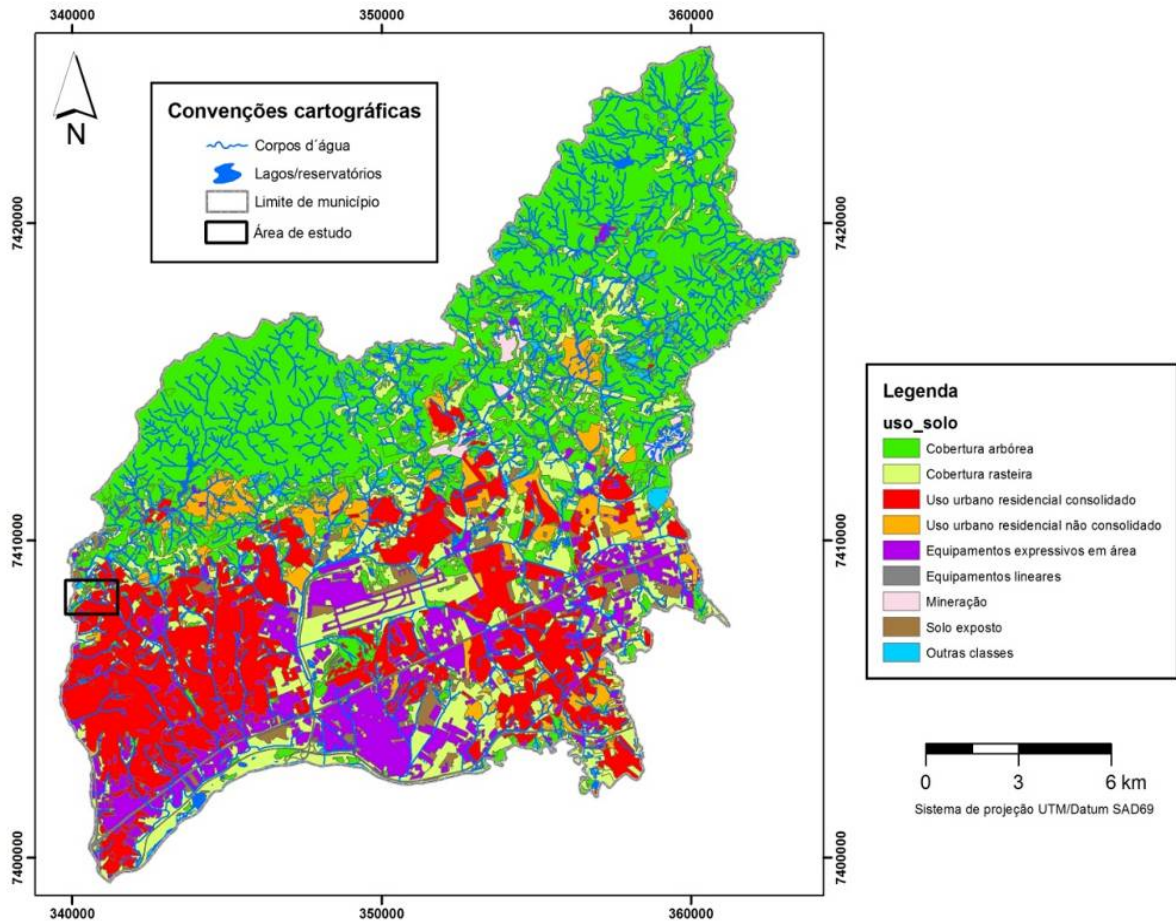 340000
350000
360000
N
Convenções cartográficas
Corpos d´água
Lagos/reservatórios
Limite de município
Área de estudo
7420000
7420000
7410000
7410000
7400000
7400000
Legenda
uso_solo
Cobertura arbórea
Cobertura rasteira
Uso urbano residencial consolidado
Uso urbano residencial não consolidado
Equipamentos expressivos em área
Equipamentos lineares
Mineração
Solo exposto
Outras classes
0 3 6 km
Sistema de projeção UTM/Datum SAD69
340000
350000
360000